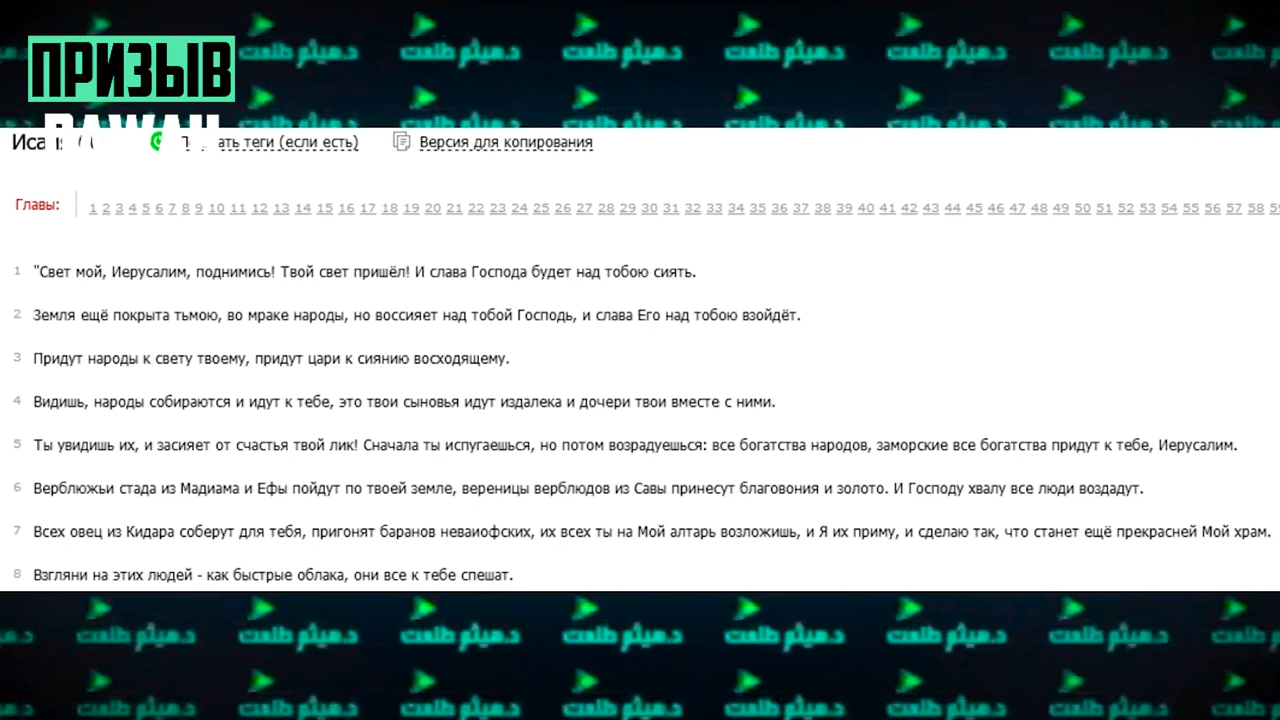 ПРИЗЫВ
د.هيثم طلعت
Версия для копирования
теги (если есть)
Главы: 1 2 3 4 5 6 7 8 9 10 11 12 13 14 15 16 17 18 19 20 21 22 23 24 25 26 27 28 29 30 31 32 33 34 35 36 37 38 39 40 41 42 43 44 45 46 47 48 49 50 51 52 53 54 55 56 57 58
1 "Свет мой, Иерусалим, поднимись! Твой свет пришёл! И слава Господа будет над тобою сиять.
2 Земля ещё покрыта тьмою, во мраке народы, но воссияет над тобой Господь, и слава Его над тобою взойдёт.
3 Придут народы к свету твоему, придут цари к сиянию восходящему.
4 Видишь, народы собираются и идут к тебе, это твои сыновья идут издалека и дочери твои вместе с ними.
5 Ты увидишь их, и засияет от счастья твой лик! Сначала ты испугаешься, но потом возрадуешься: все богатства народов, заморские все богатства придут к тебе, Иерусалим.
6 Верблюжьи стада из Мадиама и Ефы пойдут по твоей земле, вереницы верблюдов из Савы принесут благовония и золото. И Господу хвалу все люди воздадут.
7 Всех овец из Кидара соберут для тебя, пригонят баранов неваиофских, их всех ты на Мой алтарь возложишь, и Я их приму, и сделаю так, что станет ещё прекрасней Мой храм.
8 Взгляни на этих людей - как быстрые облака, они все к тебе спешат.